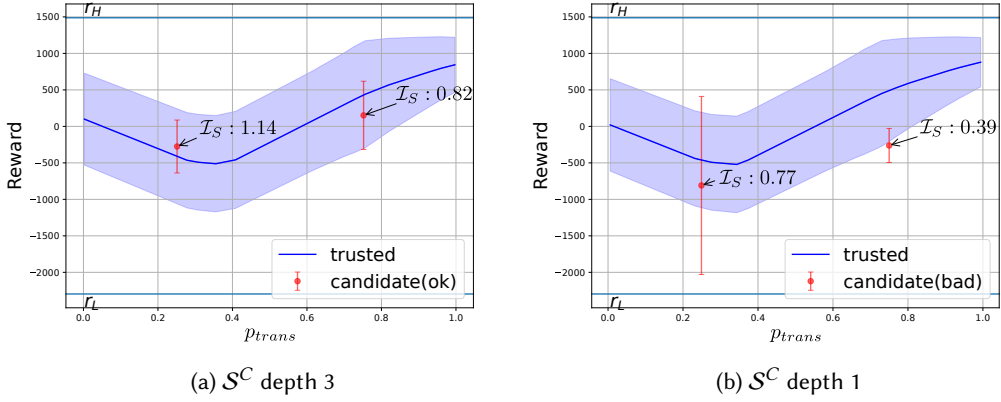 r_H
1500
1000
500
0
−500
−1000
−1500
−2000
r_L
Reward
I_S : 1.14
I_S : 0.82
trusted
candidate(ok)
0.0 0.2 0.4 0.6 0.8 1.0
p_trans
(a) S^C depth 3
r_H
1500
1000
500
0
−500
−1000
−1500
−2000
r_L
Reward
I_S : 0.39
I_S : 0.77
trusted
candidate(bad)
0.0 0.2 0.4 0.6 0.8 1.0
p_trans
(b) S^C depth 1